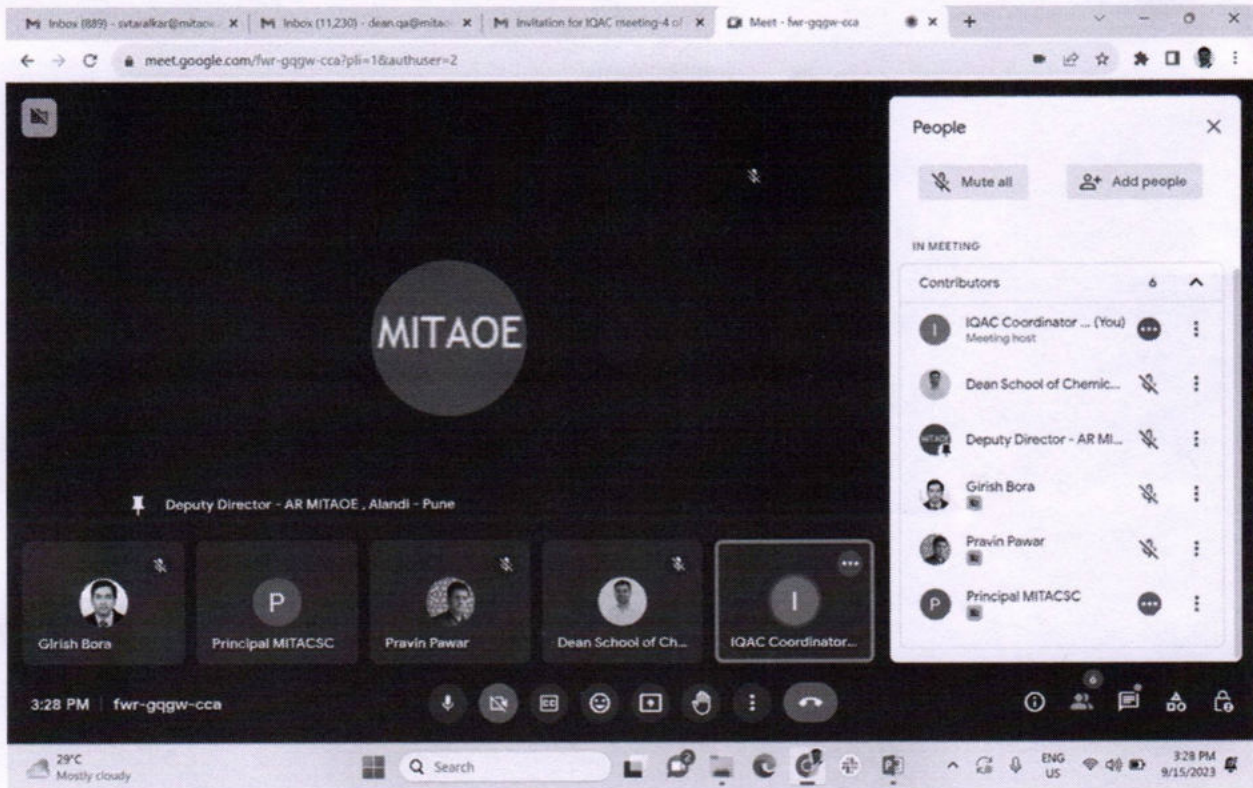 Inbox (889) - svtaralkar@mitaoe
Inbox (11,230) - dean.qa@mitao
Invitation for IQAC meeting-4 of
Meet - fwr-gqgw-cca
meet.google.com/fwr-gqgw-cca?pli=1&authuser=2
MITAOE
Deputy Director - AR MITAOE , Alandi - Pune
Girish Bora
P
Principal MITACSC
Pravin Pawar
Dean School of Ch...
I
IQAC Coordinator...
3:28 PM | fwr-gqgw-cca
People
Mute all
Add people
IN MEETING
Contributors 6
I
IQAC Coordinator ... (You)
Meeting host
Dean School of Chemic...
MITAOE
Deputy Director - AR MI...
Girish Bora
Pravin Pawar
P
Principal MITACSC
CC
6
29°C
Mostly cloudy
Search
2
ENG
US
3:28 PM
9/15/2023